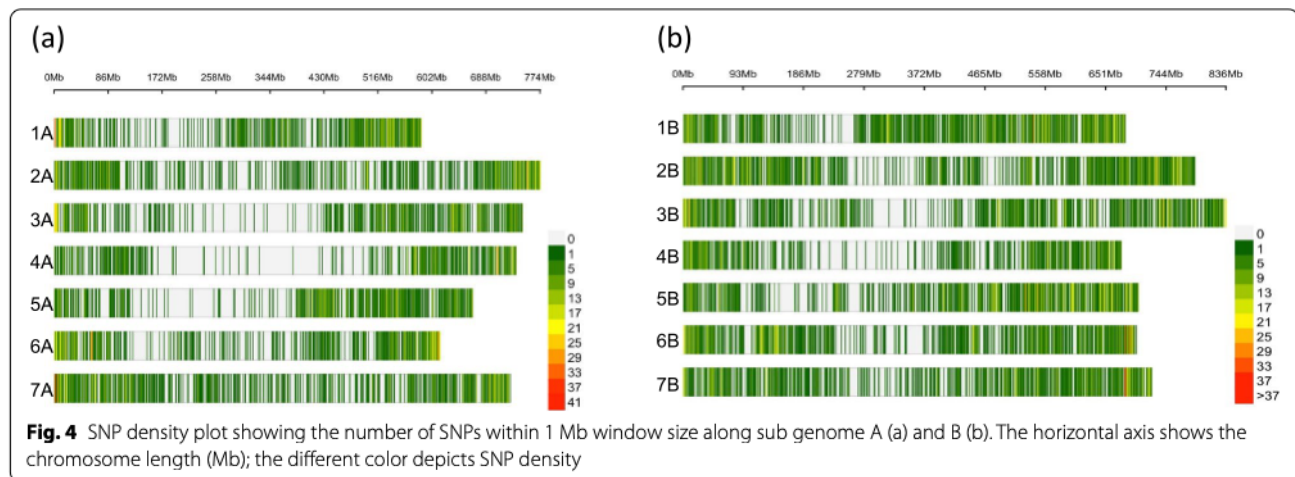 (a)
0Mb 86Mb 172Mb 258Mb 344Mb 430Mb 516Mb 602Mb 688Mb 774Mb
1A
2A
3A
4A
5A
6A
7A
0
1
5
9
13
17
21
25
29
33
37
41
(b)
0Mb 93Mb 186Mb 279Mb 372Mb 465Mb 558Mb 651Mb 744Mb 836Mb
1B
2B
3B
4B
5B
6B
7B
0
1
5
9
13
17
21
25
29
33
37
>37
Fig. 4 SNP density plot showing the number of SNPs within 1 Mb window size along sub genome A (a) and B (b). The horizontal axis shows the
chromosome length (Mb); the different color depicts SNP density